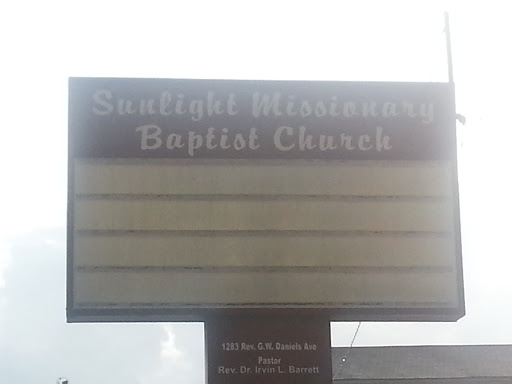 Sunlight Missionary
Baptist Church
1283 Rev. G.W. Daniels Ave
Pastor
Rev. Dr. Irvin L. Barrett